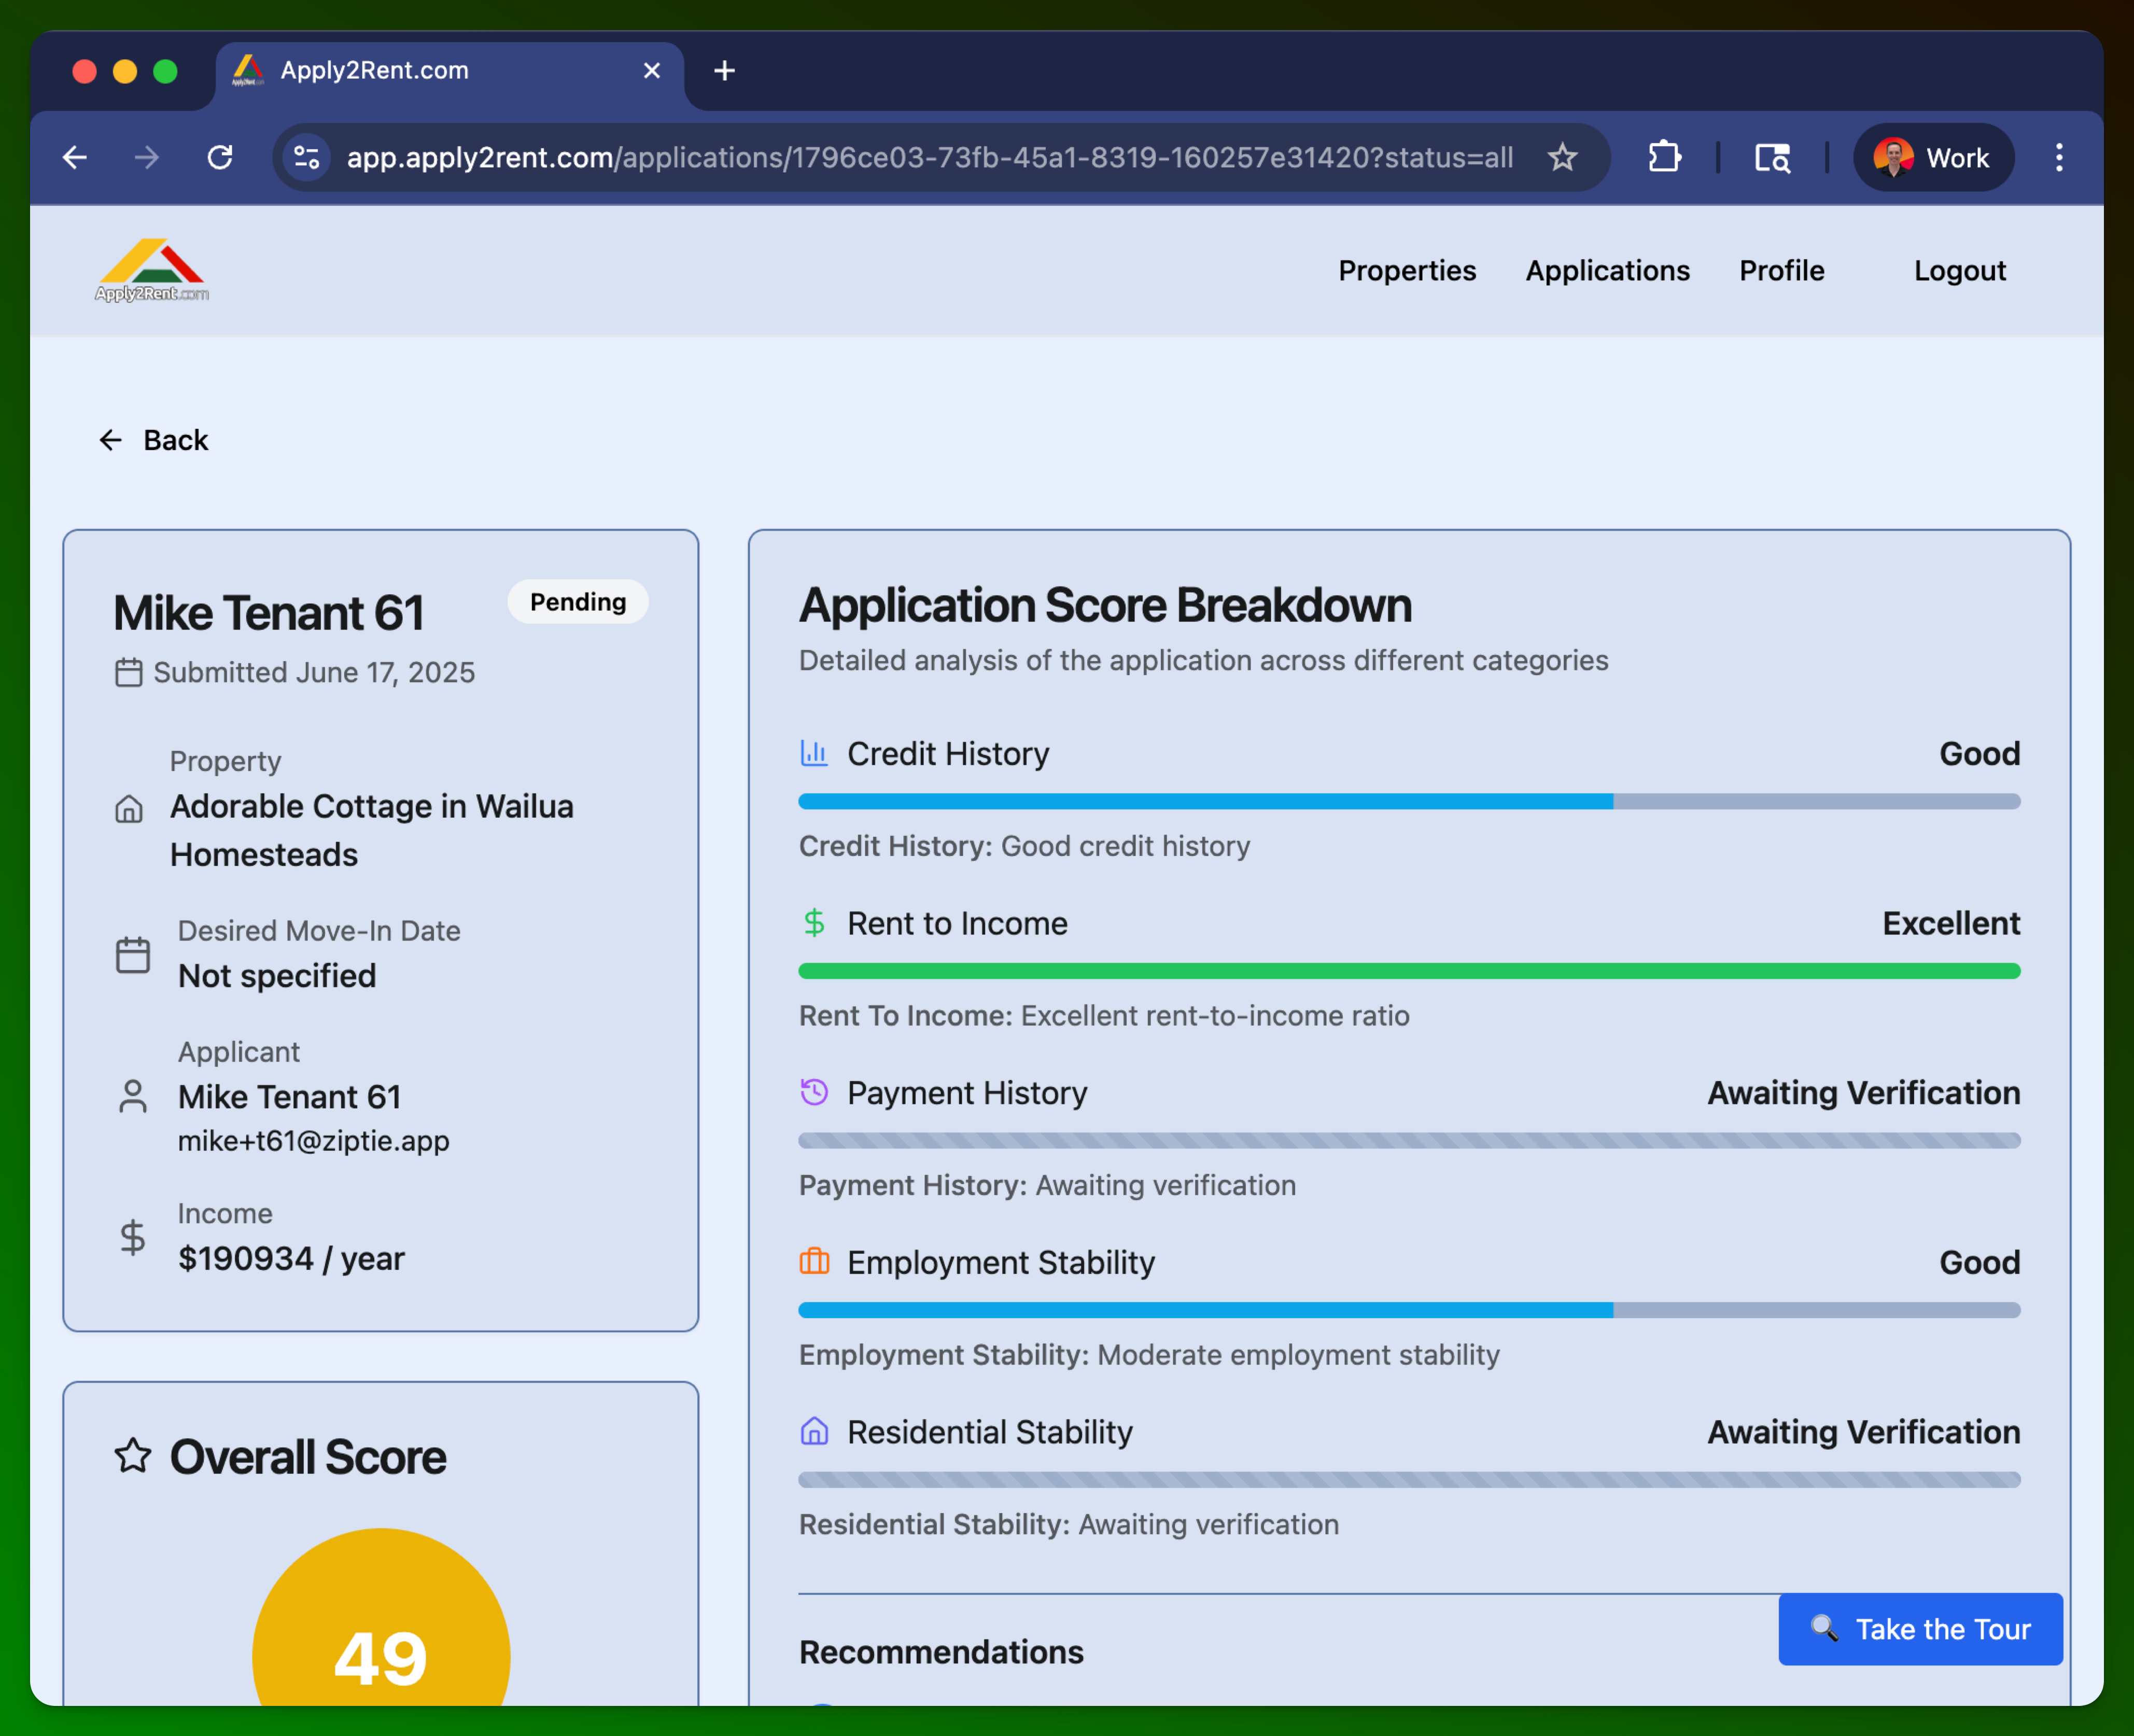 Apply2Rent.com
app.apply2rent.com/applications/1796ce03-73fb-45a1-8319-160257e31420?status=all
Work
Apply2Rent.com
Properties
Applications
Profile
Logout
Back
Mike Tenant 61
Pending
Submitted June 17, 2025
Property
Adorable Cottage in Wailua
Homesteads
Desired Move-In Date
Not specified
Applicant
Mike Tenant 61
mike+t61@ziptie.app
Income
$190934 / year
Overall Score
49
Application Score Breakdown
Detailed analysis of the application across different categories
Credit History
Good
Credit History: Good credit history
Rent to Income
Excellent
Rent To Income: Excellent rent-to-income ratio
Payment History
Awaiting Verification
Payment History: Awaiting verification
Employment Stability
Good
Employment Stability: Moderate employment stability
Residential Stability
Awaiting Verification
Residential Stability: Awaiting verification
Recommendations
Take the Tour